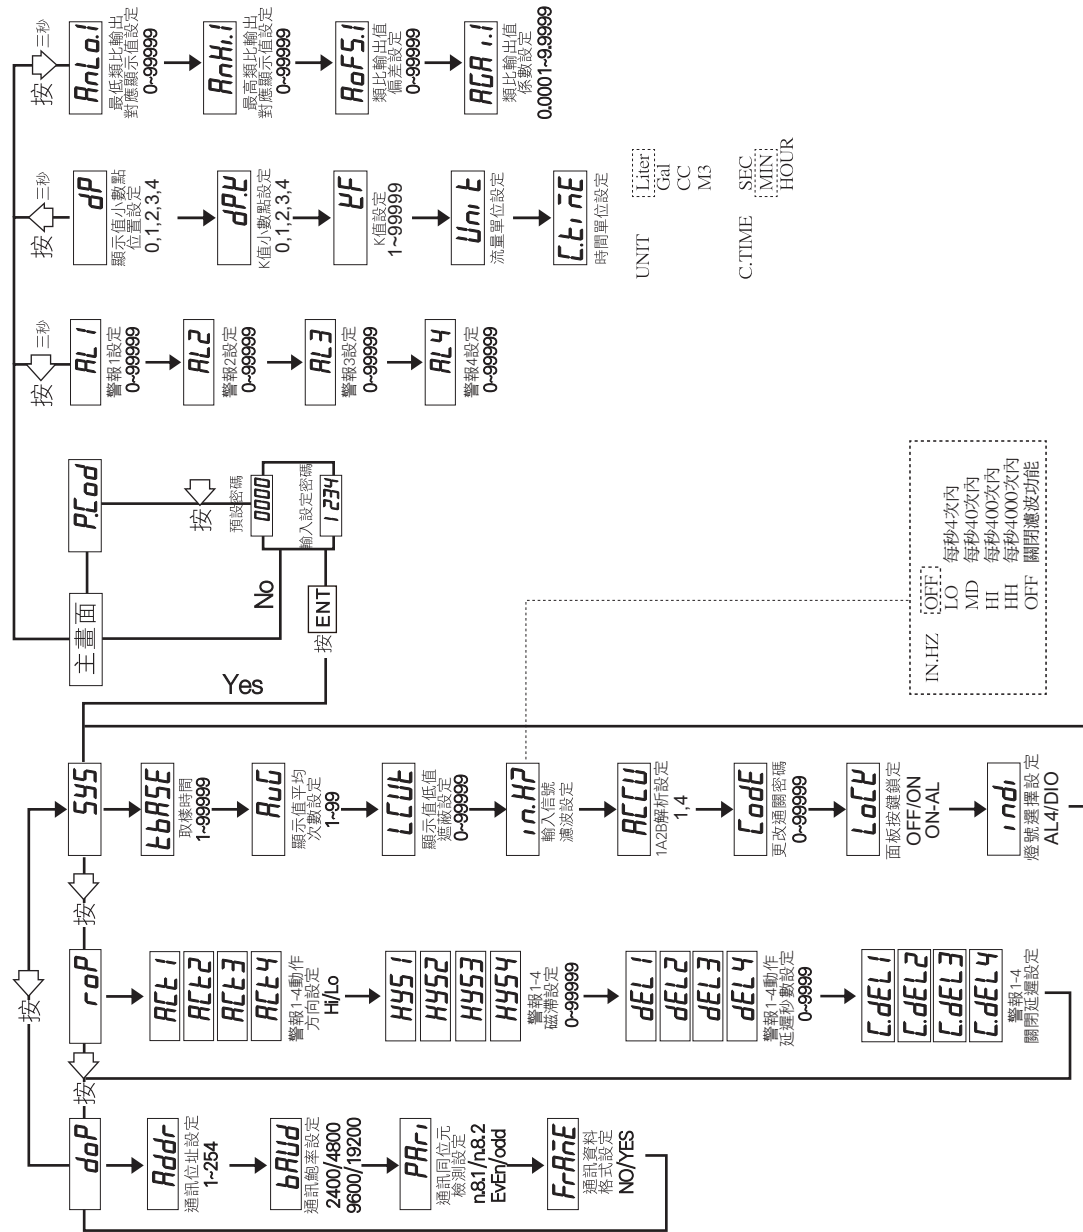 主畫面
P.Cod
按
預設密碼
0000
輸入設定密碼
1234
No
按 ENT
Yes
按 三秒
AL1
警報1設定
0~99999
AL2
警報2設定
0~99999
AL3
警報3設定
0~99999
AL4
警報4設定
0~99999
按 三秒
dP
顯示值小數點
位置設定
0,1,2,3,4
dP.K
K值小數點設定
0,1,2,3,4
KF
K值設定
1~99999
Unit
流量單位設定
C.timE
時間單位設定
UNIT
Liter
Gal
CC
M3
C.TIME
.SEC
MIN
HOUR
按 三秒
AnLo.1
最低類比輸出
對應顯示值設定
0~99999
AnHi.1
最高類比輸出
對應顯示值設定
0~99999
AoFS.1
類比輸出值
偏差設定
0~99999
AGAi.1
類比輸出值
係數設定
0.0001~9.9999
SYS
tbASE
取樣時間
1~99999
AvG
顯示值平均
次數設定
1~99
LCUt
顯示值低值
遮蔽設定
0~99999
in.HP
輸入信號
濾波設定
ACCU
1A2B解析設定
1,4
CodE
更改通關密碼
0~99999
LoCK
面板按鍵鎖定
OFF/ON
ON-AL
indi
燈號選擇設定
AL4/DIO
IN.HZ
OFF
LO 每秒4次內
MD 每秒40次內
HI 每秒400次內
HH 每秒4000次內
OFF 關閉濾波功能
按
按
roP
ACt1
ACt2
ACt3
ACt4
警報1-4動作
方向設定
Hi/Lo
HYS1
HYS2
HYS3
HYS4
警報1-4
磁滯設定
0~99999
dEL1
dEL2
dEL3
dEL4
警報1-4動作
延遲秒數設定
0~9999
C.dEL1
C.dEL2
C.dEL3
C.dEL4
警報1-4
關閉延遲設定
按
doP
Addr
通訊位址設定
1~254
bAUd
通訊鮑率設定
2400/4800
9600/19200
PAri
通訊同位元
檢測設定
n.8.1/n.8.2
EvEn/odd
FrAmE
通訊資料
格式設定
NO/YES